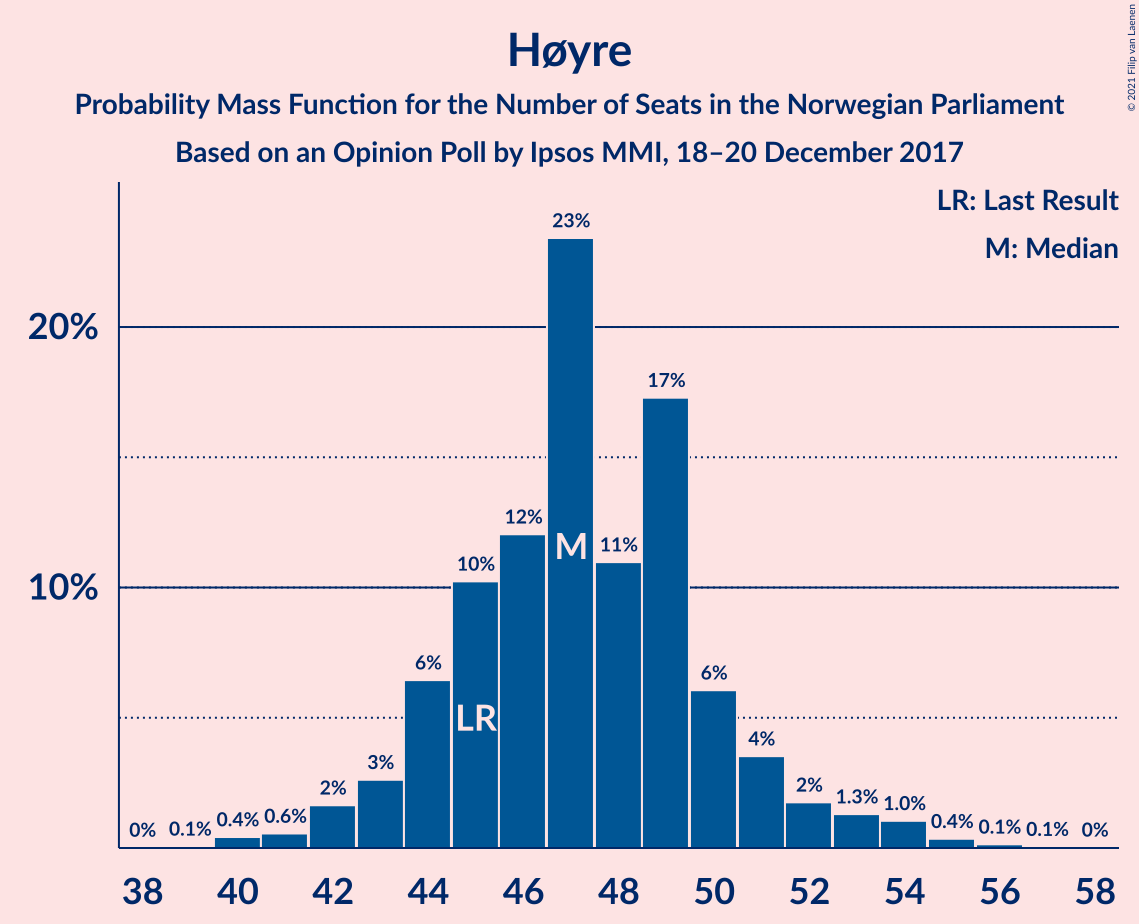 Høyre
Probability Mass Function for the Number of Seats in the Norwegian Parliament
Based on an Opinion Poll by Ipsos MMI, 18–20 December 2017
© 2021 Filip van Laenen
LR: Last Result
M: Median
20%
10%
0%
0.1%
0.4%
0.6%
2%
3%
6%
10%
12%
23%
11%
17%
6%
4%
2%
1.3%
1.0%
0.4%
0.1%
0.1%
0%
LR
M
38 40 42 44 46 48 50 52 54 56 58